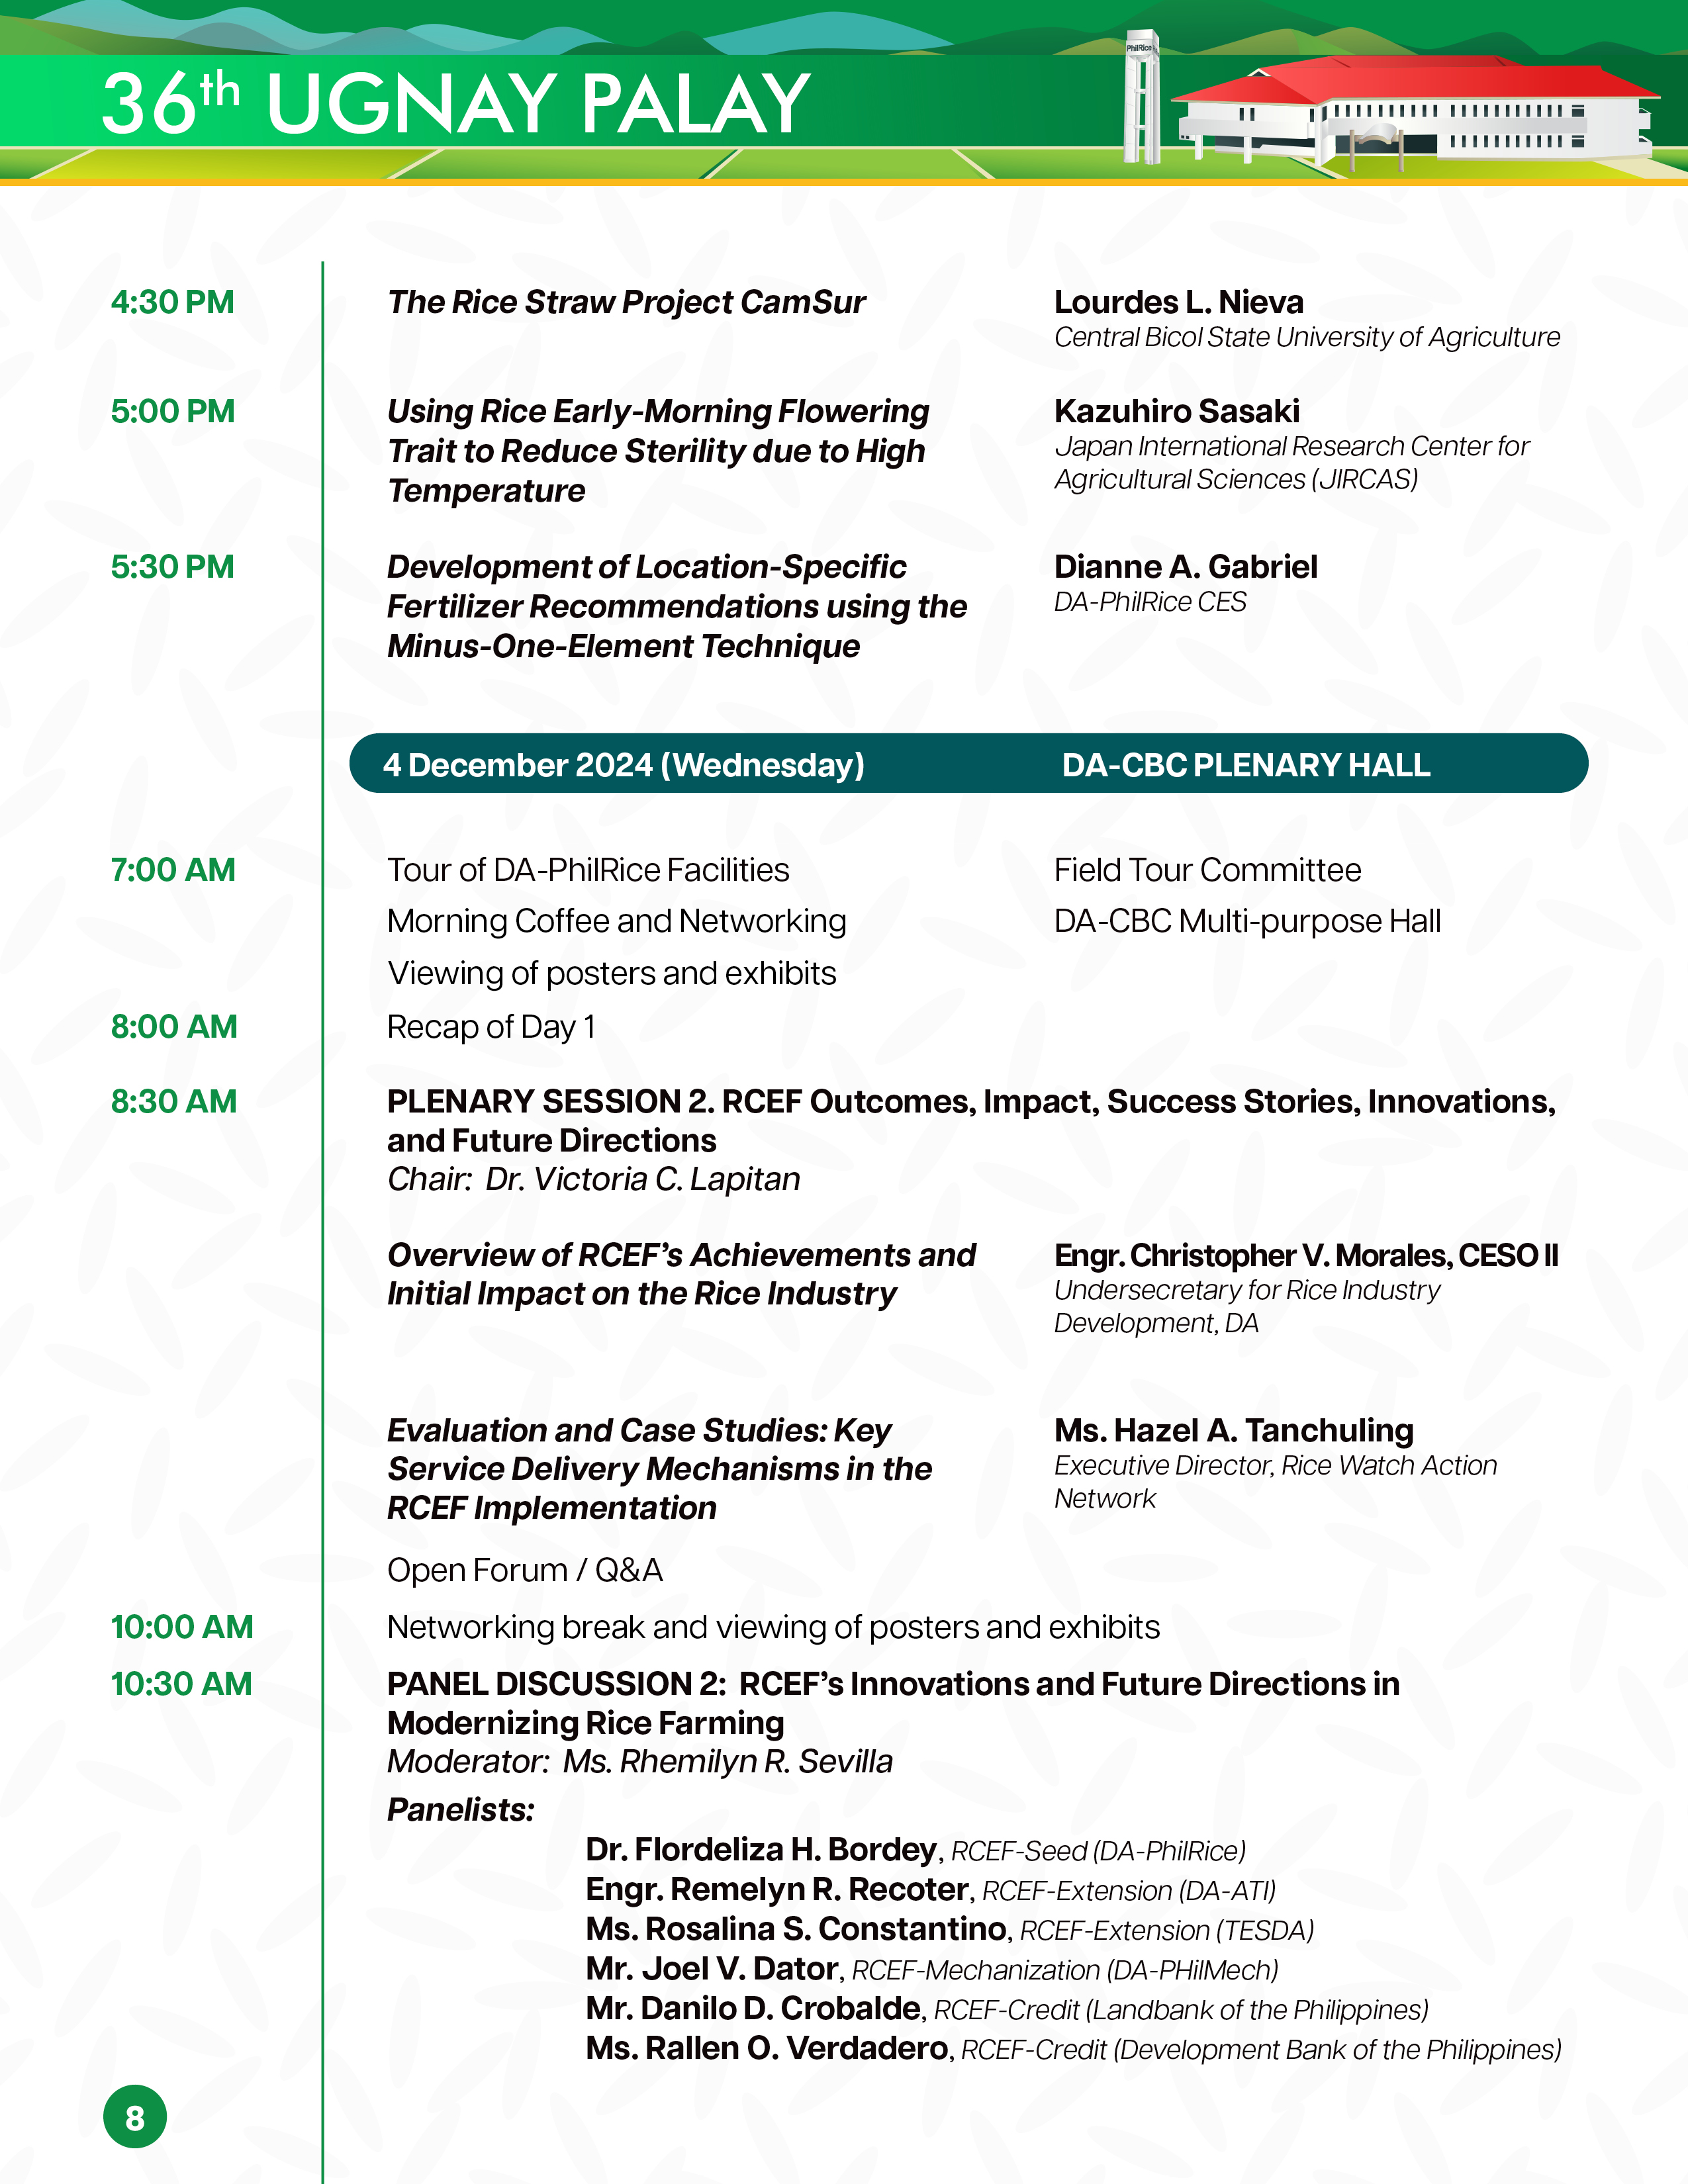 36th UGNAY PALAY
PhilRice
4:30 PM
The Rice Straw Project CamSur
Lourdes L. Nieva
Central Bicol State University of Agriculture
5:00 PM
Using Rice Early-Morning Flowering
Trait to Reduce Sterility due to High
Temperature
Kazuhiro Sasaki
Japan International Research Center for
Agricultural Sciences (JIRCAS)
5:30 PM
Development of Location-Specific
Fertilizer Recommendations using the
Minus-One-Element Technique
Dianne A. Gabriel
DA-PhilRice CES
4 December 2024 (Wednesday)
DA-CBC PLENARY HALL
7:00 AM
Tour of DA-PhilRice Facilities
Field Tour Committee
Morning Coffee and Networking
DA-CBC Multi-purpose Hall
Viewing of posters and exhibits
8:00 AM
Recap of Day 1
8:30 AM
PLENARY SESSION 2. RCEF Outcomes, Impact, Success Stories, Innovations,
and Future Directions
Chair: Dr. Victoria C. Lapitan
Overview of RCEF’s Achievements and
Initial Impact on the Rice Industry
Engr. Christopher V. Morales, CESO II
Undersecretary for Rice Industry
Development, DA
Evaluation and Case Studies: Key
Service Delivery Mechanisms in the
RCEF Implementation
Ms. Hazel A. Tanchuling
Executive Director, Rice Watch Action
Network
Open Forum / Q&A
10:00 AM
Networking break and viewing of posters and exhibits
10:30 AM
PANEL DISCUSSION 2: RCEF’s Innovations and Future Directions in
Modernizing Rice Farming
Moderator: Ms. Rhemilyn R. Sevilla
Panelists:
Dr. Flordeliza H. Bordey, RCEF-Seed (DA-PhilRice)
Engr. Remelyn R. Recoter, RCEF-Extension (DA-ATI)
Ms. Rosalina S. Constantino, RCEF-Extension (TESDA)
Mr. Joel V. Dator, RCEF-Mechanization (DA-PHilMech)
Mr. Danilo D. Crobalde, RCEF-Credit (Landbank of the Philippines)
Ms. Rallen O. Verdadero, RCEF-Credit (Development Bank of the Philippines)
8